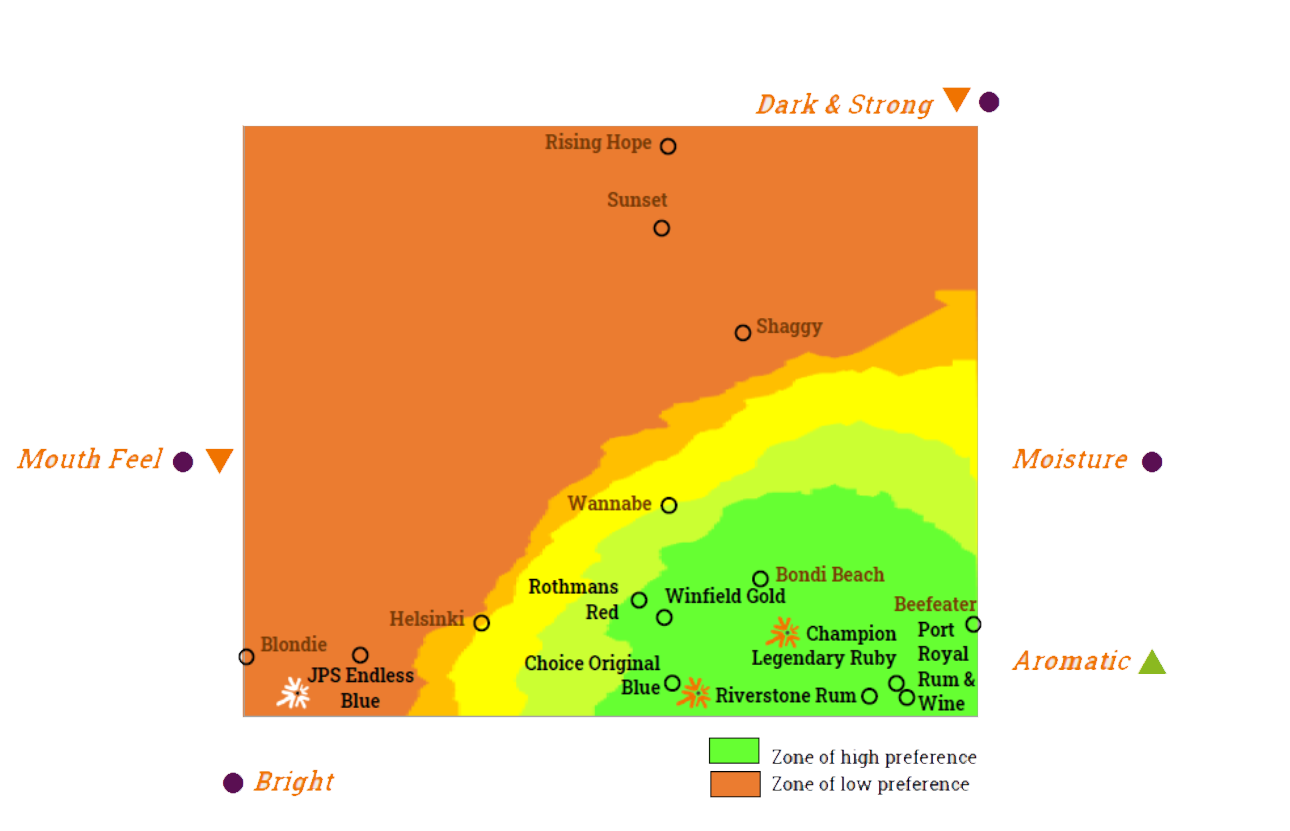 Dark & Strong
Rising Hope
Sunset
Shaggy
Mouth Feel
Moisture
Wannabe
Bondi Beach
Rothmans
Red
Winfield Gold
Beefeater
Helsinki
Port
Royal
Rum &
Wine
Champion
Legendary Ruby
Blondie
JPS Endless
Blue
Choice Original
Blue
Riverstone Rum
Aromatic
Bright
Zone of high preference
Zone of low preference